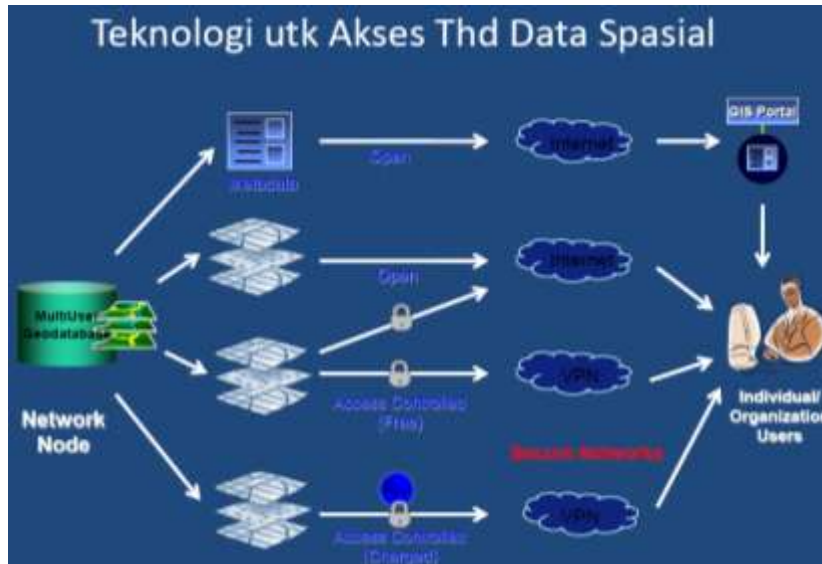 Teknologi utk Akses Thd Data Spasial
GIS Portal
Metadata
Open
Internet
Open
Internet
MultiUser
Geodatabase
Network
Node
Access Controlled
(Free)
VPN
Individual/
Organization
Users
Secure Networks
Access Controlled
(Charged)
VPN